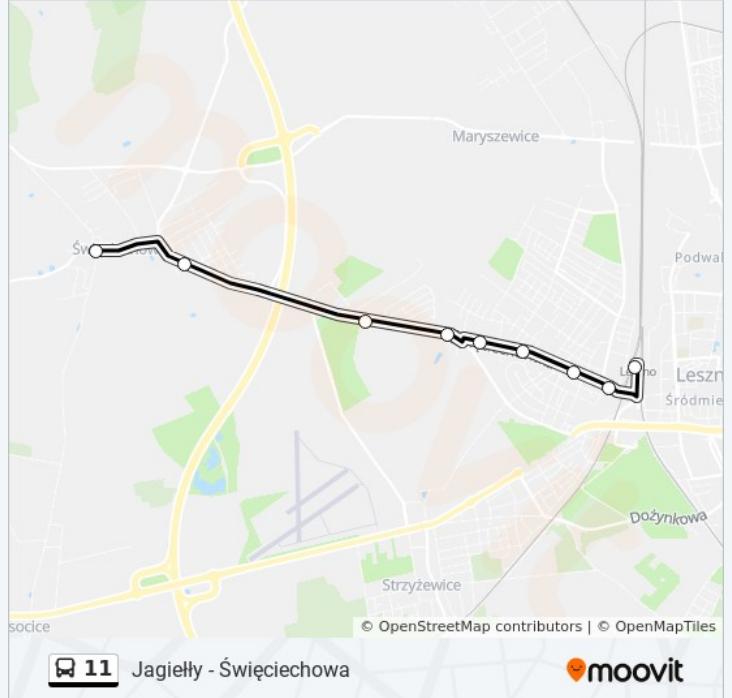 Maryszewice
Podwal
Leszn
Śródmie
Dożynkowa
Strzyżewice
socice
© OpenStreetMap contributors | © OpenMapTiles
11 Jagiełły - Święciechowa
moovit